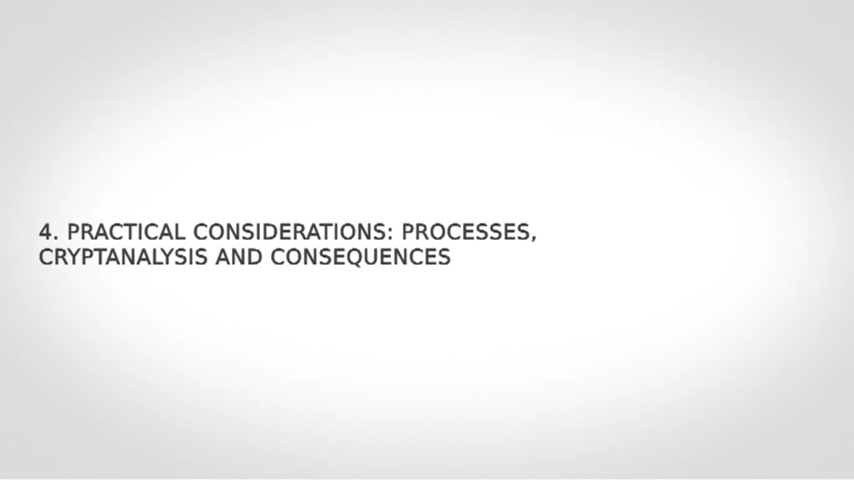 4. PRACTICAL CONSIDERATIONS: PROCESSES,
CRYPTANALYSIS AND CONSEQUENCES